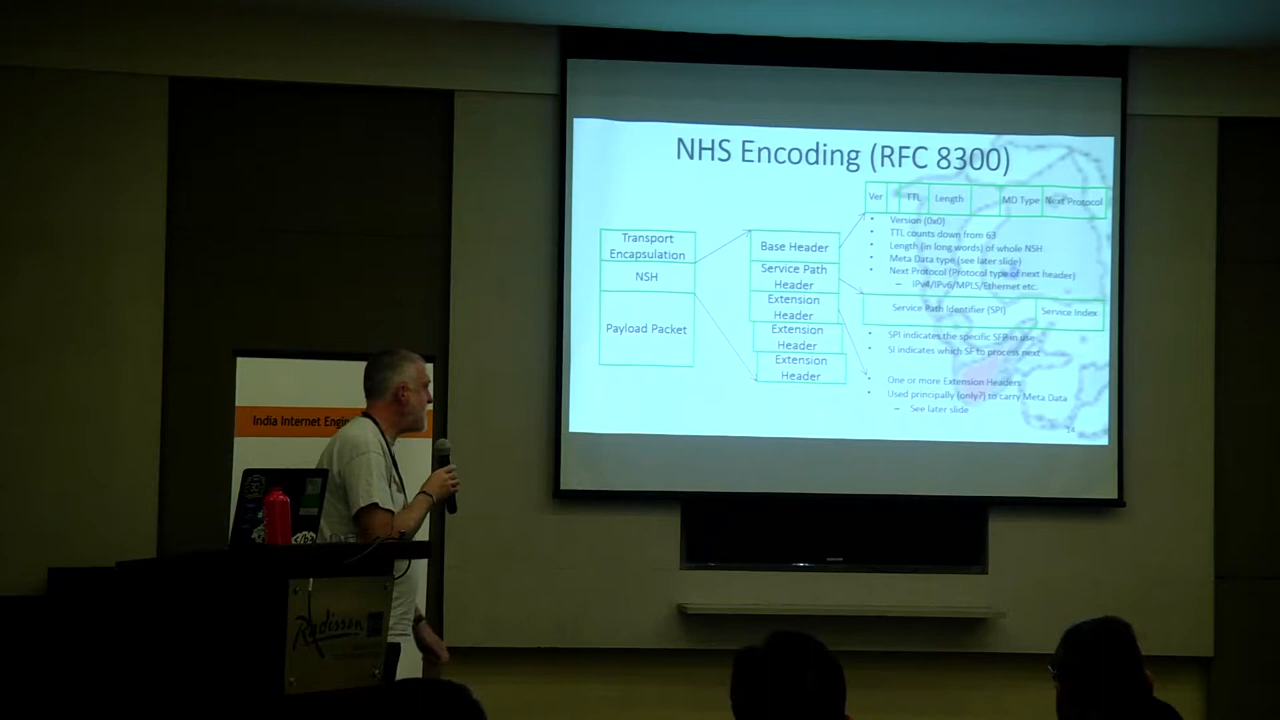 NHS Encoding (RFC 8300)
Ver TTL Length MD Type Next Protocol
Version (0x0)
TTL counts down from 63
Length (in long words) of whole NSH
Meta Data type (see later slide)
Next Protocol (Protocol type of next header)
– IPv4/IPv6/MPLS/Ethernet etc.
Transport
Encapsulation
NSH
Payload Packet
Base Header
Service Path
Header
Extension
Header
Extension
Header
Extension
Header
Service Path Identifier (SPI) Service Index
SPI indicates the specific SFP in use
SI indicates which SF to process next
One or more Extension Headers
Used principally (only?) to carry Meta Data
– See later slide
14
India Internet Engi
Radisson